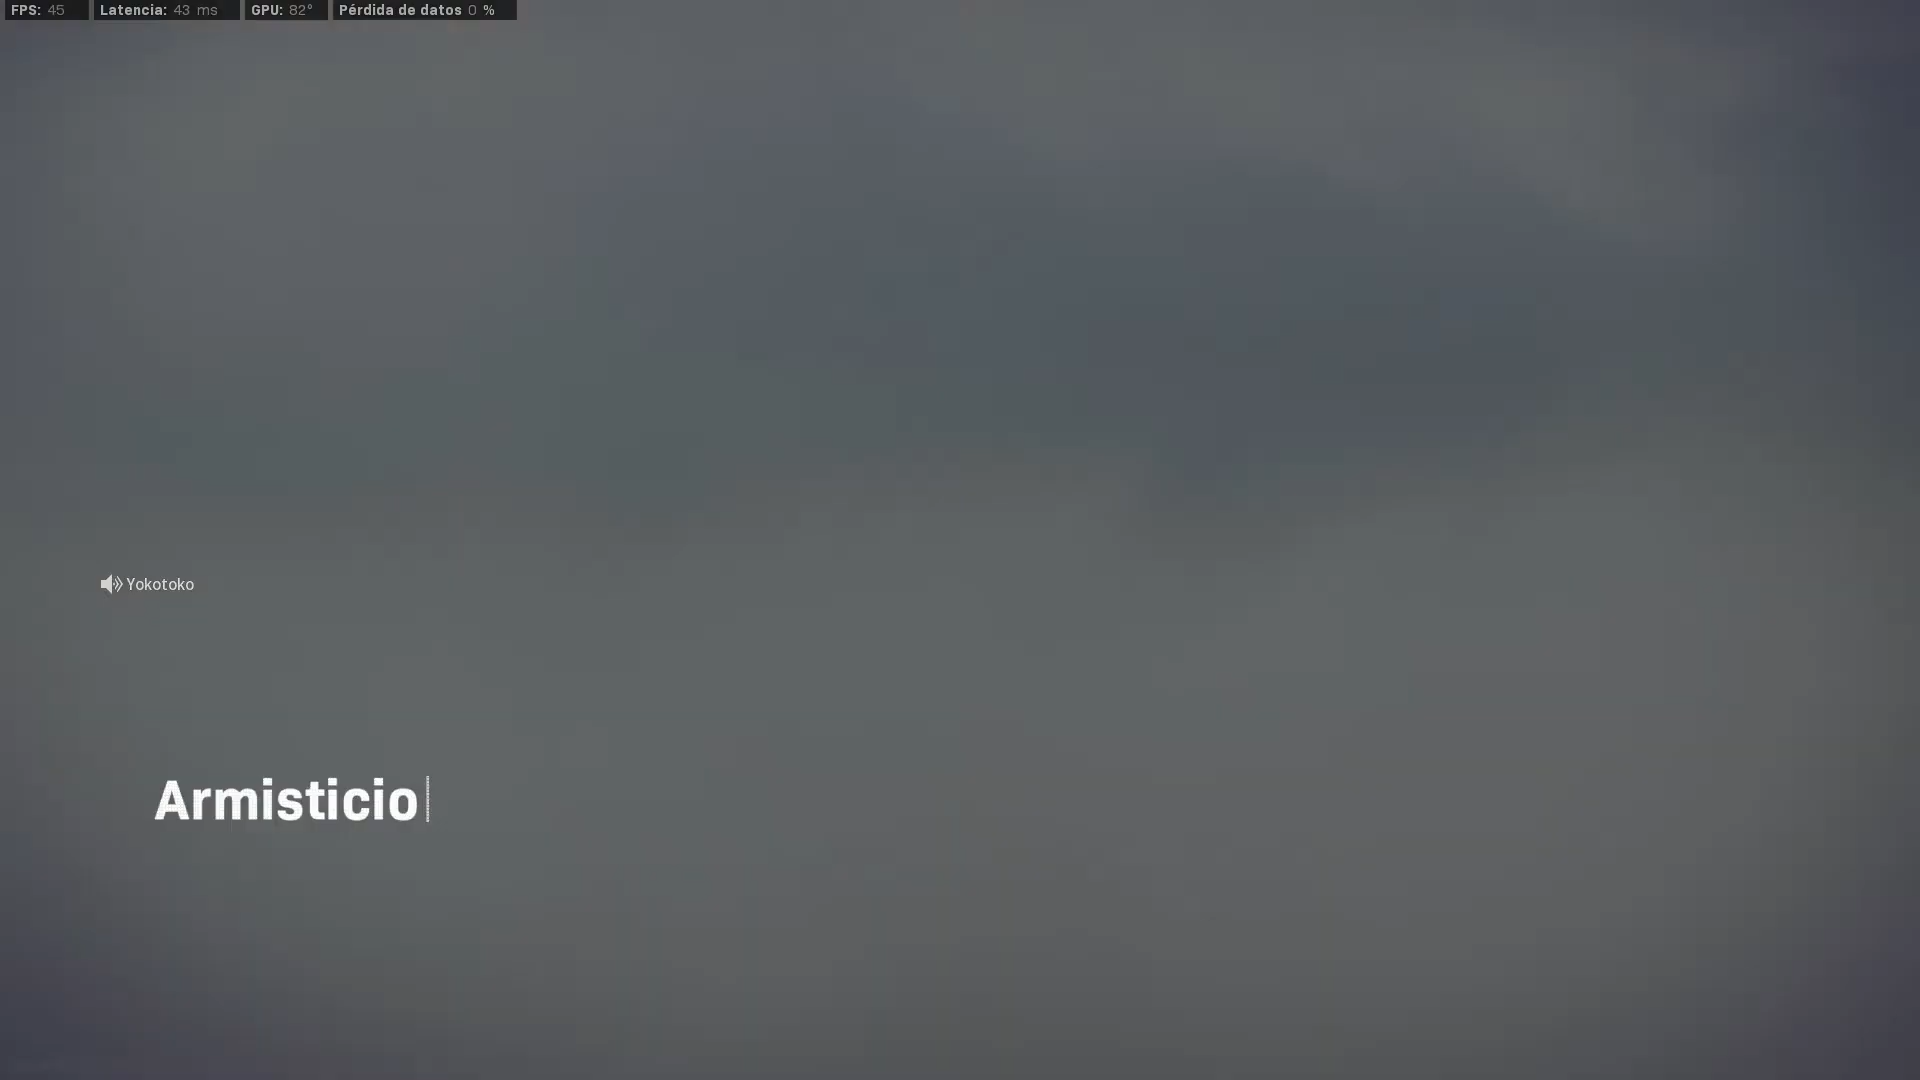 FPS: 45 Latencia: 43 ms GPU: 82° Pérdida de datos 0 %
Yokotoko
Armisticio